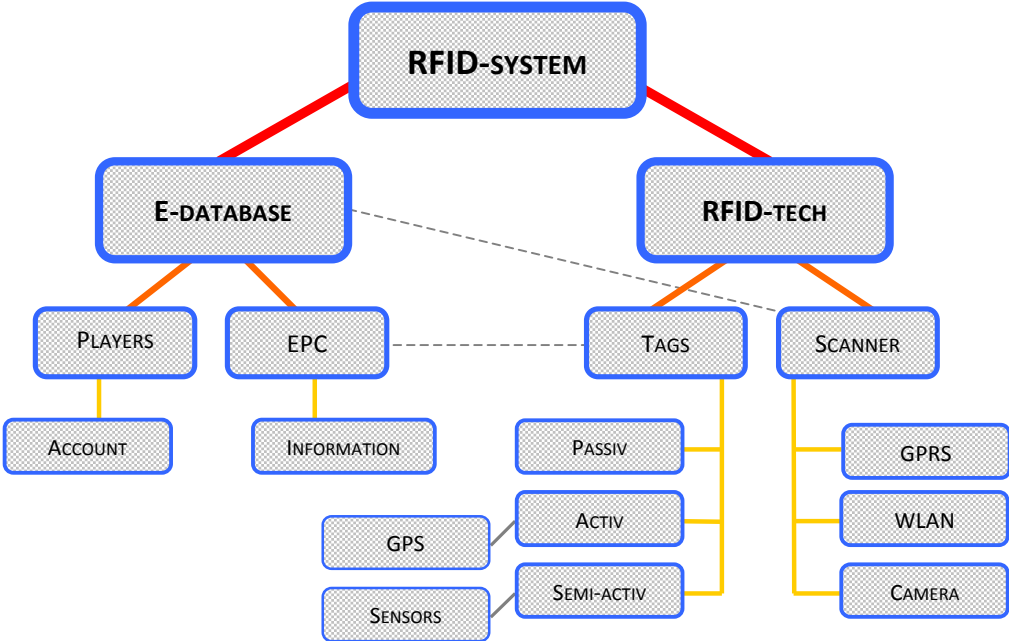 RFID-SYSTEM
E-DATABASE
RFID-TECH
PLAYERS
EPC
TAGS
SCANNER
ACCOUNT
INFORMATION
PASSIV
GPRS
ACTIV
WLAN
GPS
SEMI-ACTIV
CAMERA
SENSORS